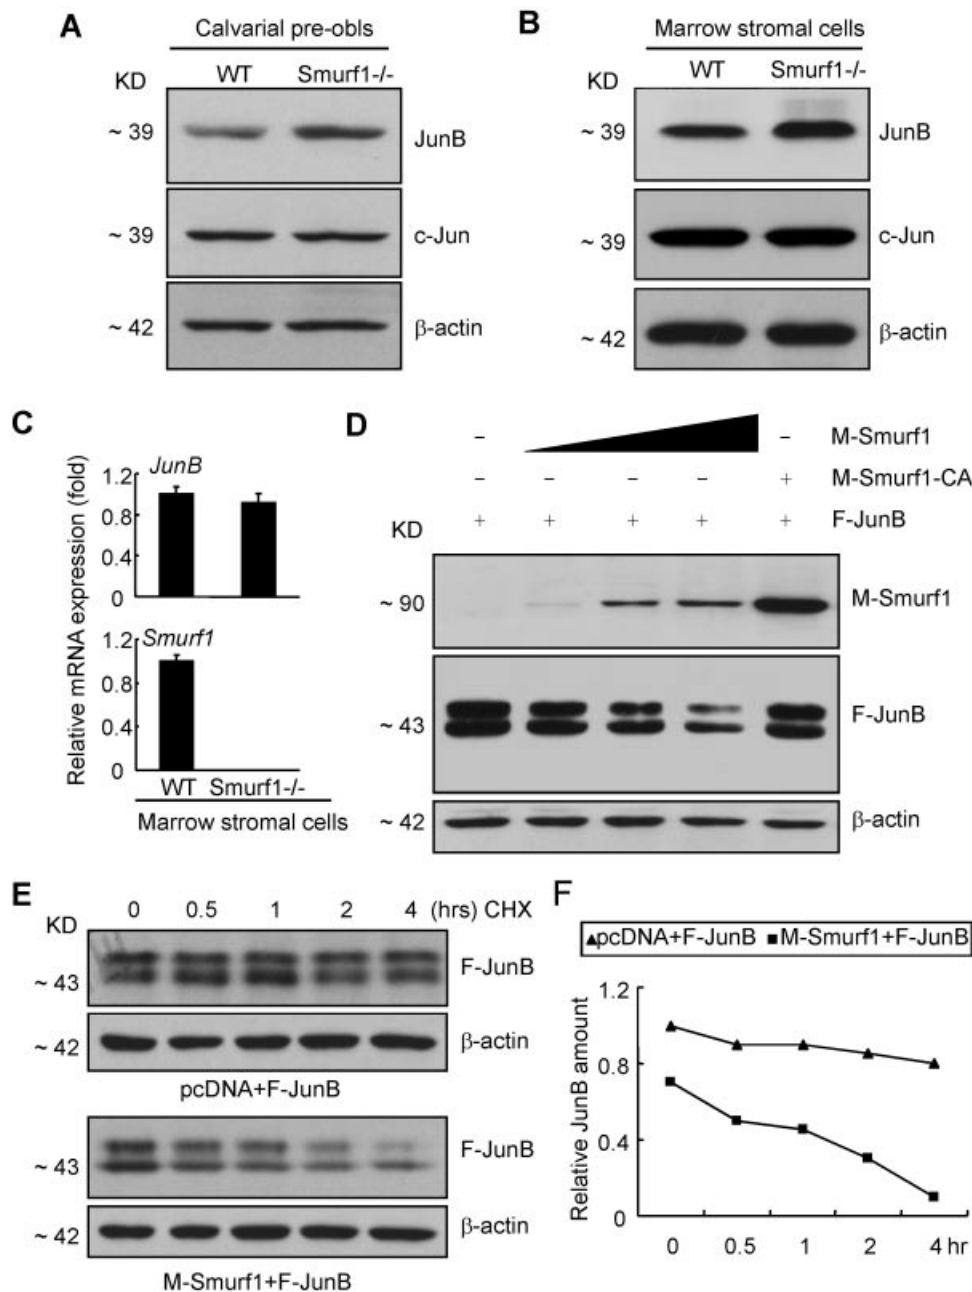 A
Calvarial pre-obls
KD WT Smurf1-/-
~ 39 JunB
~ 39 c-Jun
~ 42 β-actin
B
Marrow stromal cells
KD WT Smurf1-/-
~ 39 JunB
~ 39 c-Jun
~ 42 β-actin
C
Relative mRNA expression (fold)
JunB
1.2
0.8
0.4
0
Smurf1
1.2
0.8
0.4
0
WT Smurf1-/-
Marrow stromal cells
D
– – M-Smurf1
– – – – + M-Smurf1-CA
KD + + + + + F-JunB
~ 90 M-Smurf1
~ 43 F-JunB
~ 42 β-actin
E
KD 0 0.5 1 2 4 (hrs) CHX
~ 43 F-JunB
~ 42 β-actin
pcDNA+F-JunB
~ 43 F-JunB
~ 42 β-actin
M-Smurf1+F-JunB
F
pcDNA+F-JunB M-Smurf1+F-JunB
Relative JunB amount
1.2
0.8
0.4
0
0 0.5 1 2 4 hr